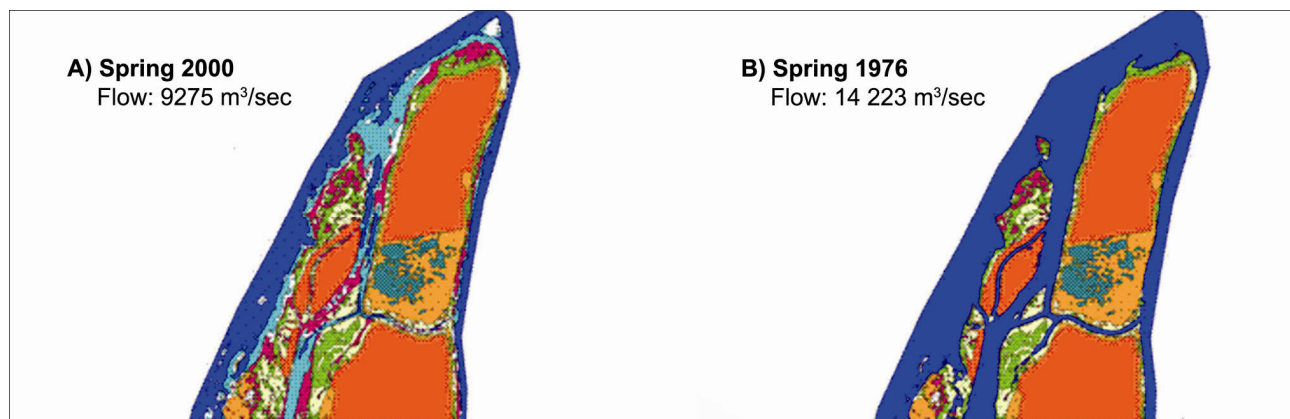 A) Spring 2000
Flow: 9275 m³/sec
B) Spring 1976
Flow: 14 223 m³/sec